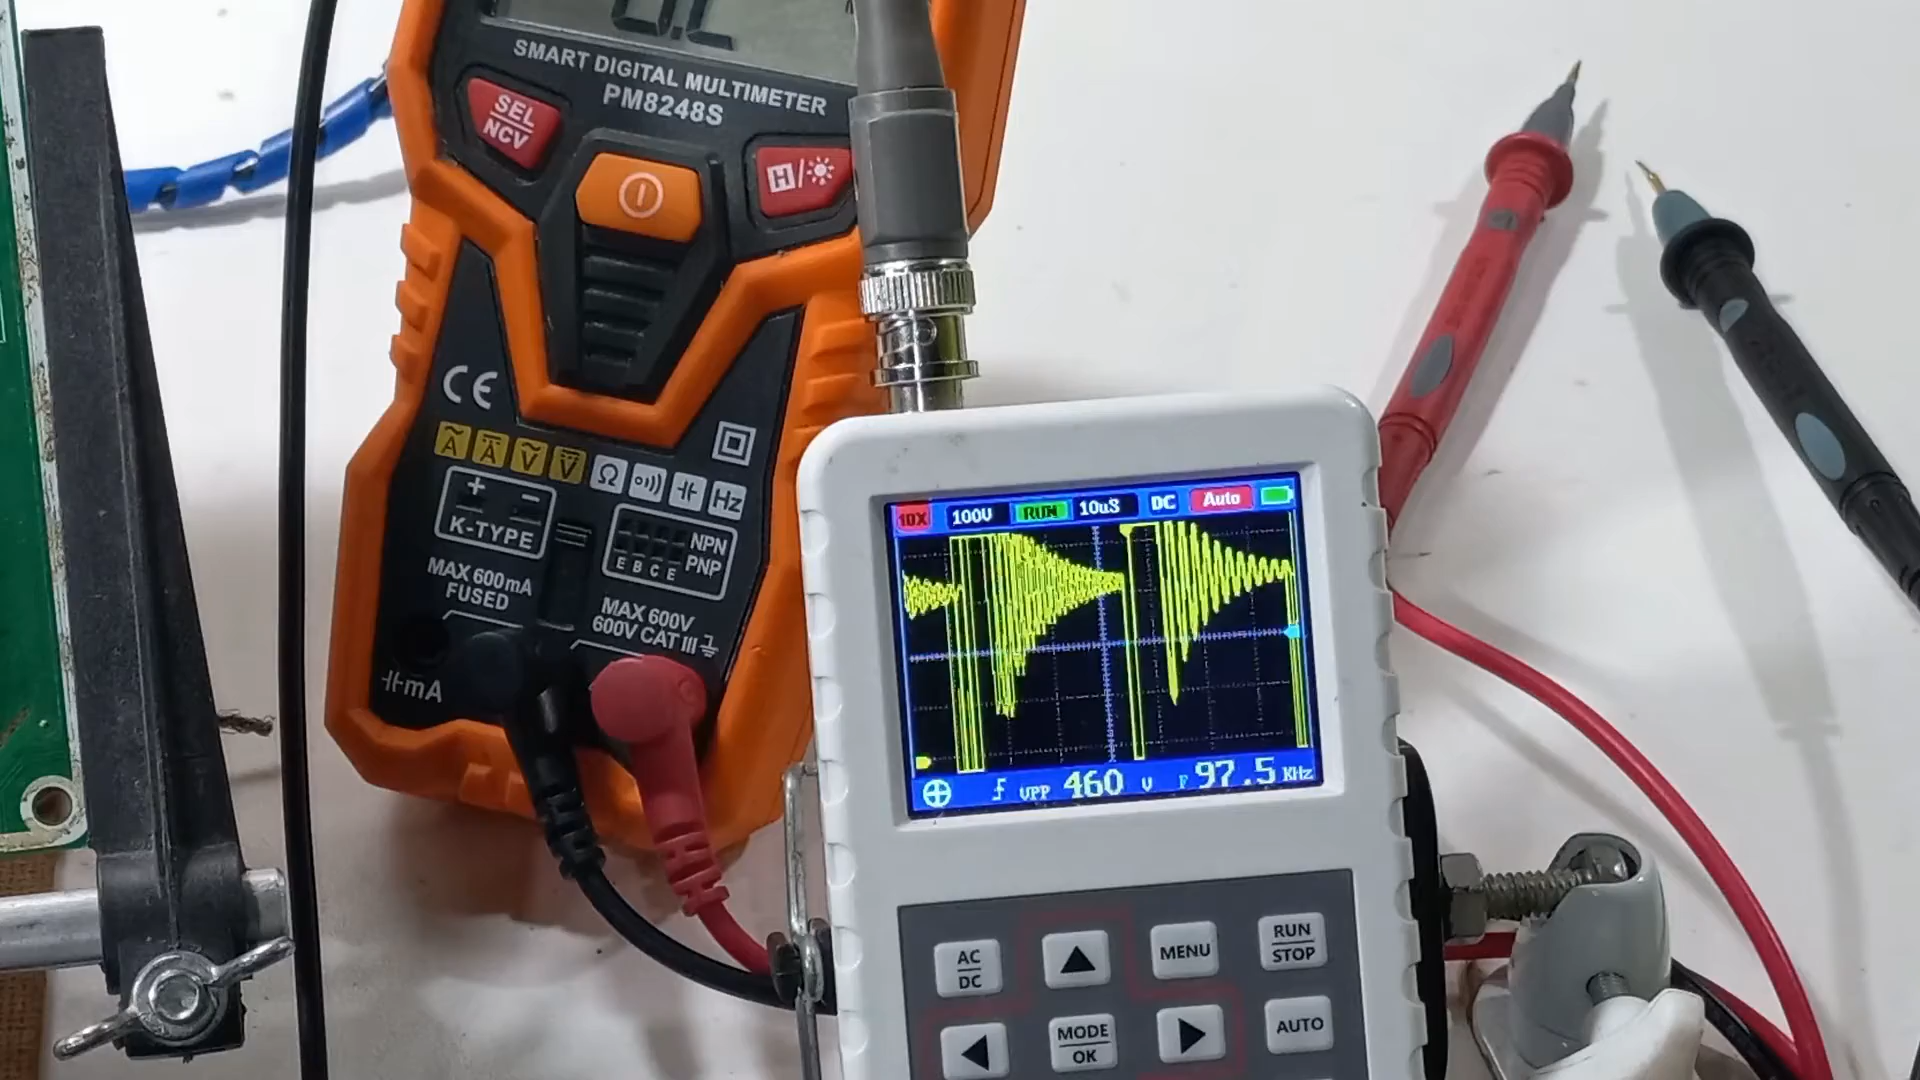 SMART DIGITAL MULTIMETER
PM8248S
SEL
NCV
H/
CE
A A V V Ω Hz
+ −
K-TYPE
NPN
PNP
E B C E
MAX 600mA
FUSED
MAX 600V
600V CAT III
mA
10X 100V RUN 10uS DC Auto
VPP 460 V F 97.5 KHz
AC
DC
MENU
RUN
STOP
MODE
OK
AUTO